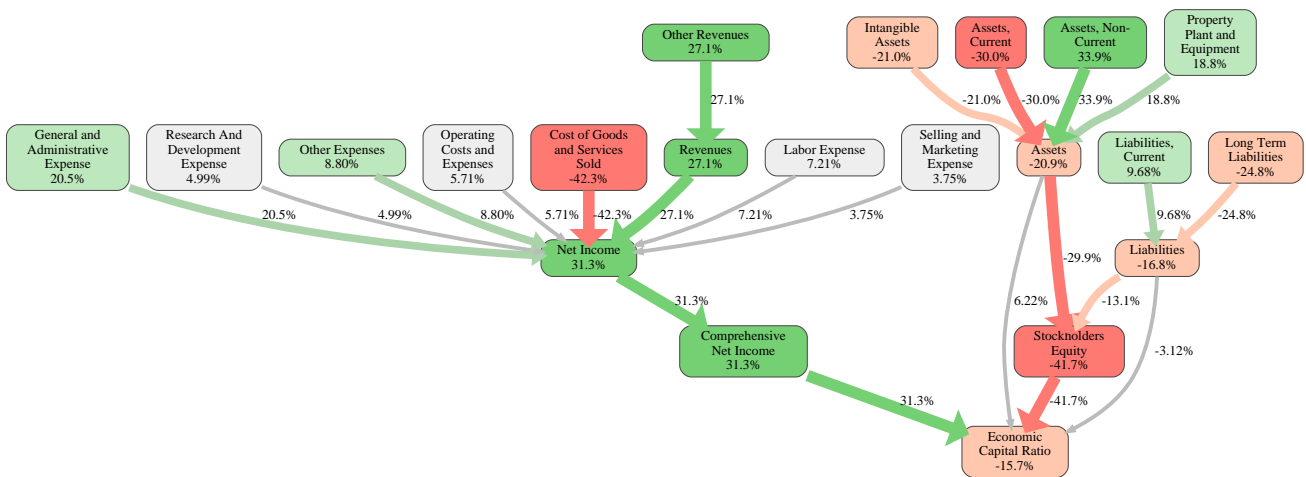 Other Revenues
27.1%
Intangible
Assets
-21.0%
Assets,
Current
-30.0%
Assets, Non-
Current
33.9%
Property
Plant and
Equipment
18.8%
27.1%
-21.0%
-30.0%
33.9%
18.8%
General and
Administrative
Expense
20.5%
Research And
Development
Expense
4.99%
Other Expenses
8.80%
Operating
Costs and
Expenses
5.71%
Cost of Goods
and Services
Sold
-42.3%
Revenues
27.1%
Labor Expense
7.21%
Selling and
Marketing
Expense
3.75%
Assets
-20.9%
Liabilities,
Current
9.68%
Long Term
Liabilities
-24.8%
20.5%
4.99%
8.80%
5.71%
-42.3%
27.1%
7.21%
3.75%
9.68%
-24.8%
Net Income
31.3%
-29.9%
Liabilities
-16.8%
31.3%
6.22%
-13.1%
Comprehensive
Net Income
31.3%
Stockholders
Equity
-41.7%
-3.12%
31.3%
-41.7%
Economic
Capital Ratio
-15.7%